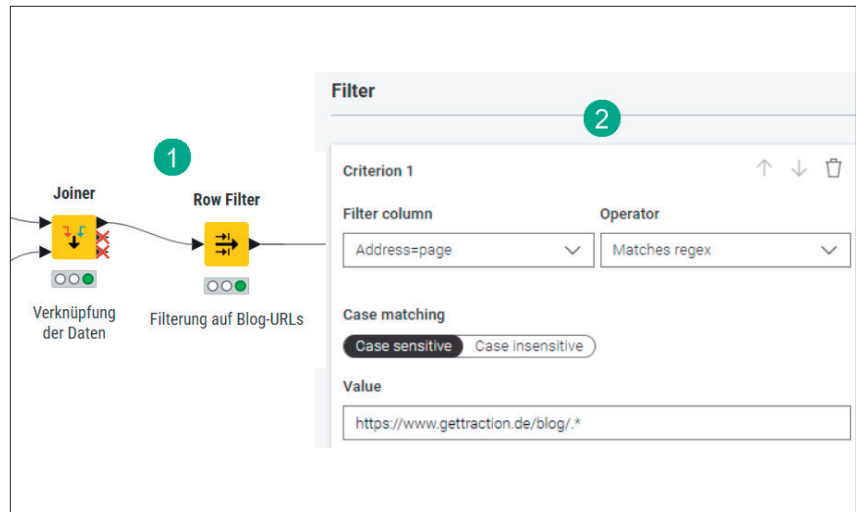 Filter
2
1
Criterion 1
Joiner
Row Filter
Filter column
Operator
Address=page
Matches regex
Verknüpfung
der Daten
Filterung auf Blog-URLs
Case matching
Case sensitive
Case insensitive
Value
https://www.gettraction.de/blog/.*